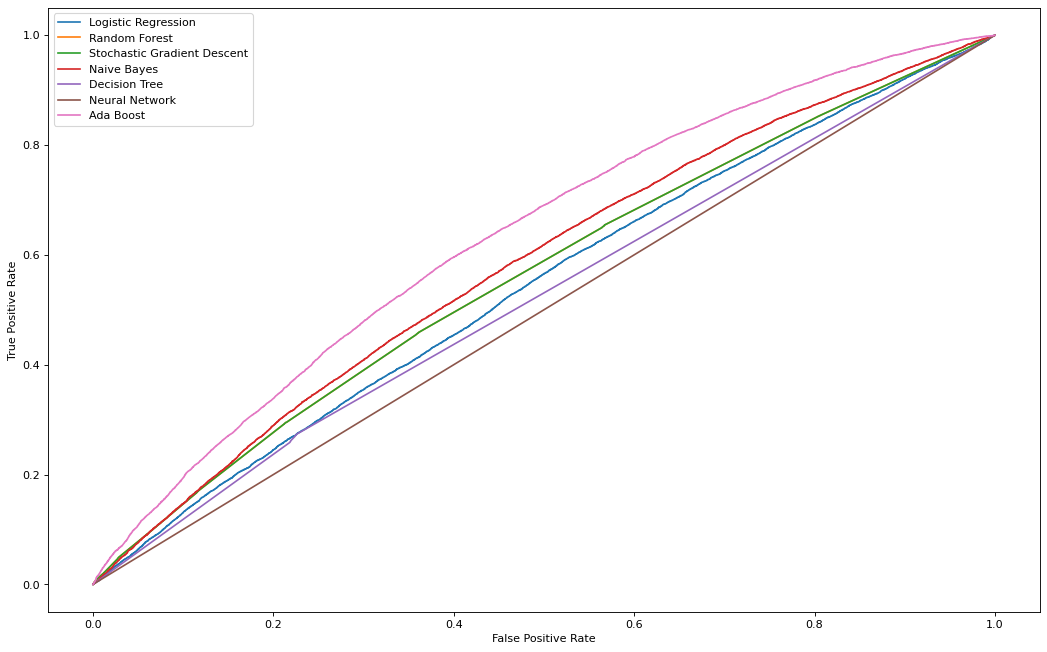 Logistic Regression
Random Forest
Stochastic Gradient Descent
Naive Bayes
Decision Tree
Neural Network
Ada Boost
True Positive Rate
1.0
0.8
0.6
0.4
0.2
0.0
0.0 0.2 0.4 0.6 0.8 1.0
False Positive Rate